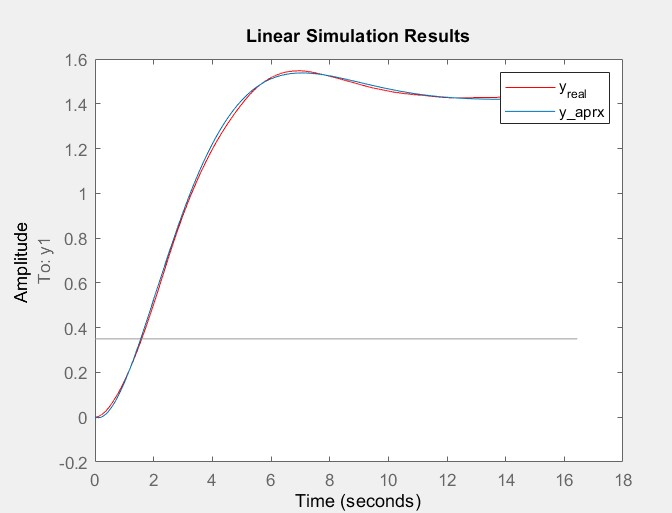 Linear Simulation Results
1.6
1.4
1.2
1
0.8
0.6
0.4
0.2
0
-0.2
Amplitude
To: y1
y_real
y_aprx
0 2 4 6 8 10 12 14 16 18
Time (seconds)